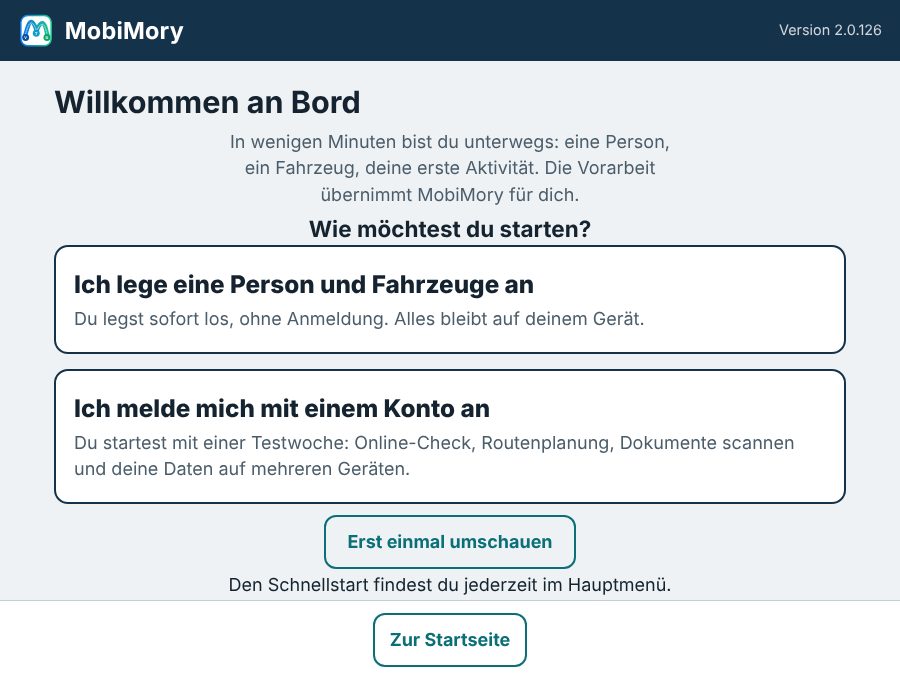 MobiMory
Version 2.0.126
Willkommen an Bord
In wenigen Minuten bist du unterwegs: eine Person,
ein Fahrzeug, deine erste Aktivität. Die Vorarbeit
übernimmt MobiMory für dich.
Wie möchtest du starten?
Ich lege eine Person und Fahrzeuge an
Du legst sofort los, ohne Anmeldung. Alles bleibt auf deinem Gerät.
Ich melde mich mit einem Konto an
Du startest mit einer Testwoche: Online-Check, Routenplanung, Dokumente scannen
und deine Daten auf mehreren Geräten.
Erst einmal umschauen
Den Schnellstart findest du jederzeit im Hauptmenü.
Zur Startseite